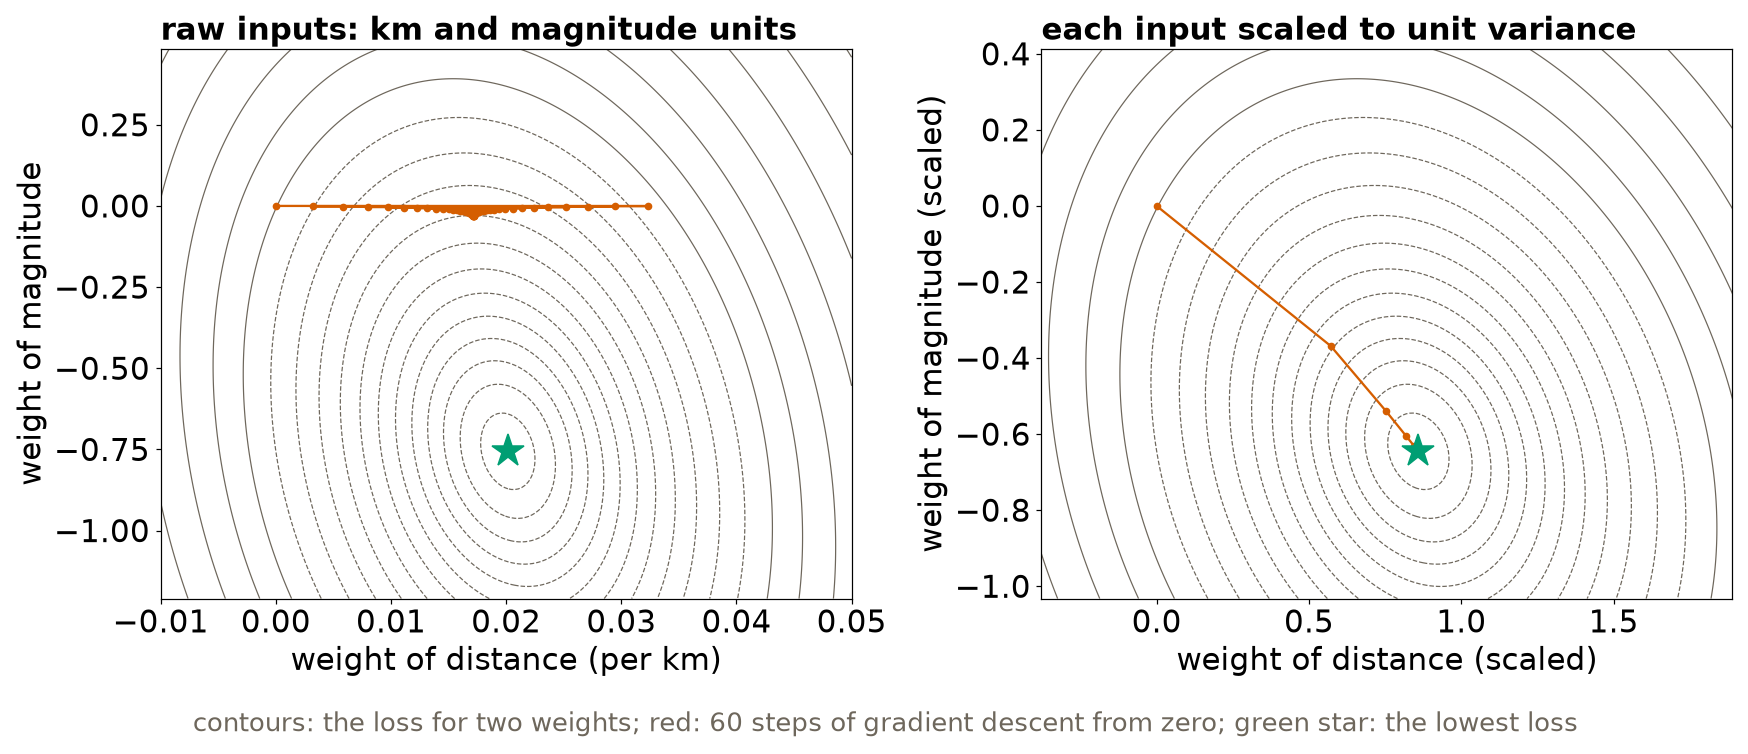 raw inputs: km and magnitude units
0.25
0.00
−0.25
−0.50
−0.75
−1.00
weight of magnitude
−0.01 0.00 0.01 0.02 0.03 0.04 0.05
weight of distance (per km)
each input scaled to unit variance
0.4
0.2
0.0
−0.2
−0.4
−0.6
−0.8
−1.0
weight of magnitude (scaled)
0.0 0.5 1.0 1.5
weight of distance (scaled)
contours: the loss for two weights; red: 60 steps of gradient descent from zero; green star: the lowest loss